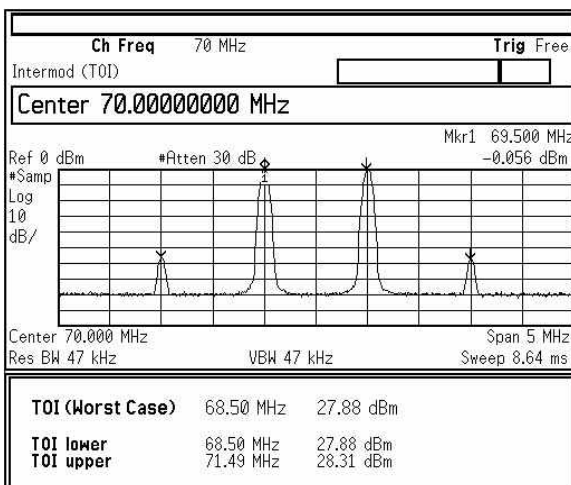 Ch Freq 70 MHz Trig Free
Intermod (TOI)
Center 70.00000000 MHz
Mkr1 69.500 MHz
Ref 0 dBm #Atten 30 dB -0.056 dBm
#Samp
Log
10
dB/
1
Center 70.000 MHz Span 5 MHz
Res BW 47 kHz VBW 47 kHz Sweep 8.64 ms
TOI (Worst Case) 68.50 MHz 27.88 dBm
TOI lower 68.50 MHz 27.88 dBm
TOI upper 71.49 MHz 28.31 dBm